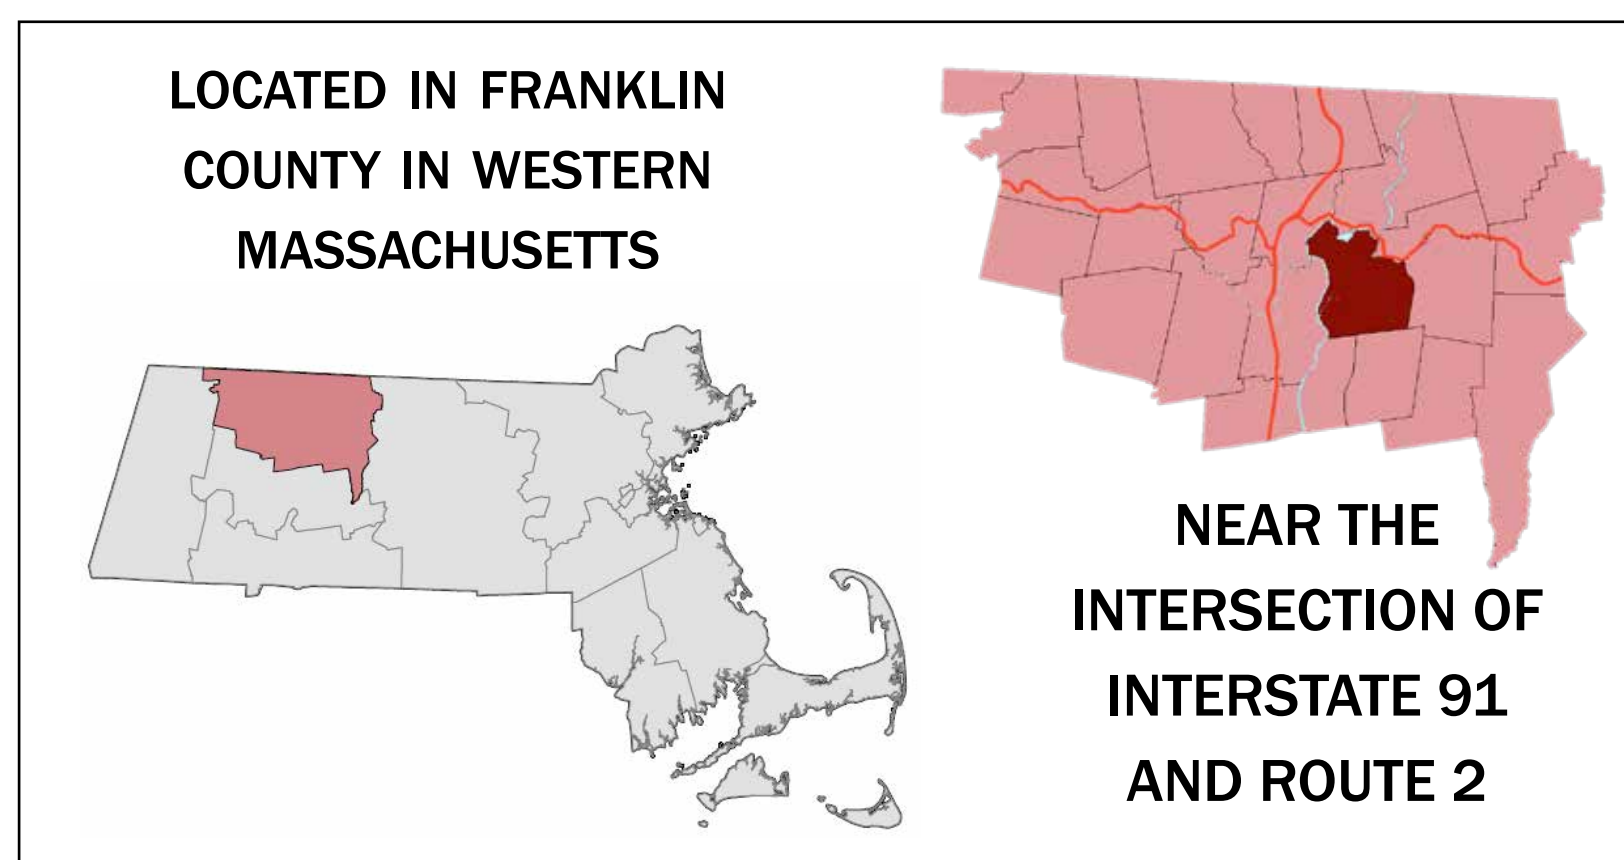 LOCATED IN FRANKLIN
COUNTY IN WESTERN
MASSACHUSETTS
NEAR THE
INTERSECTION OF
INTERSTATE 91
AND ROUTE 2